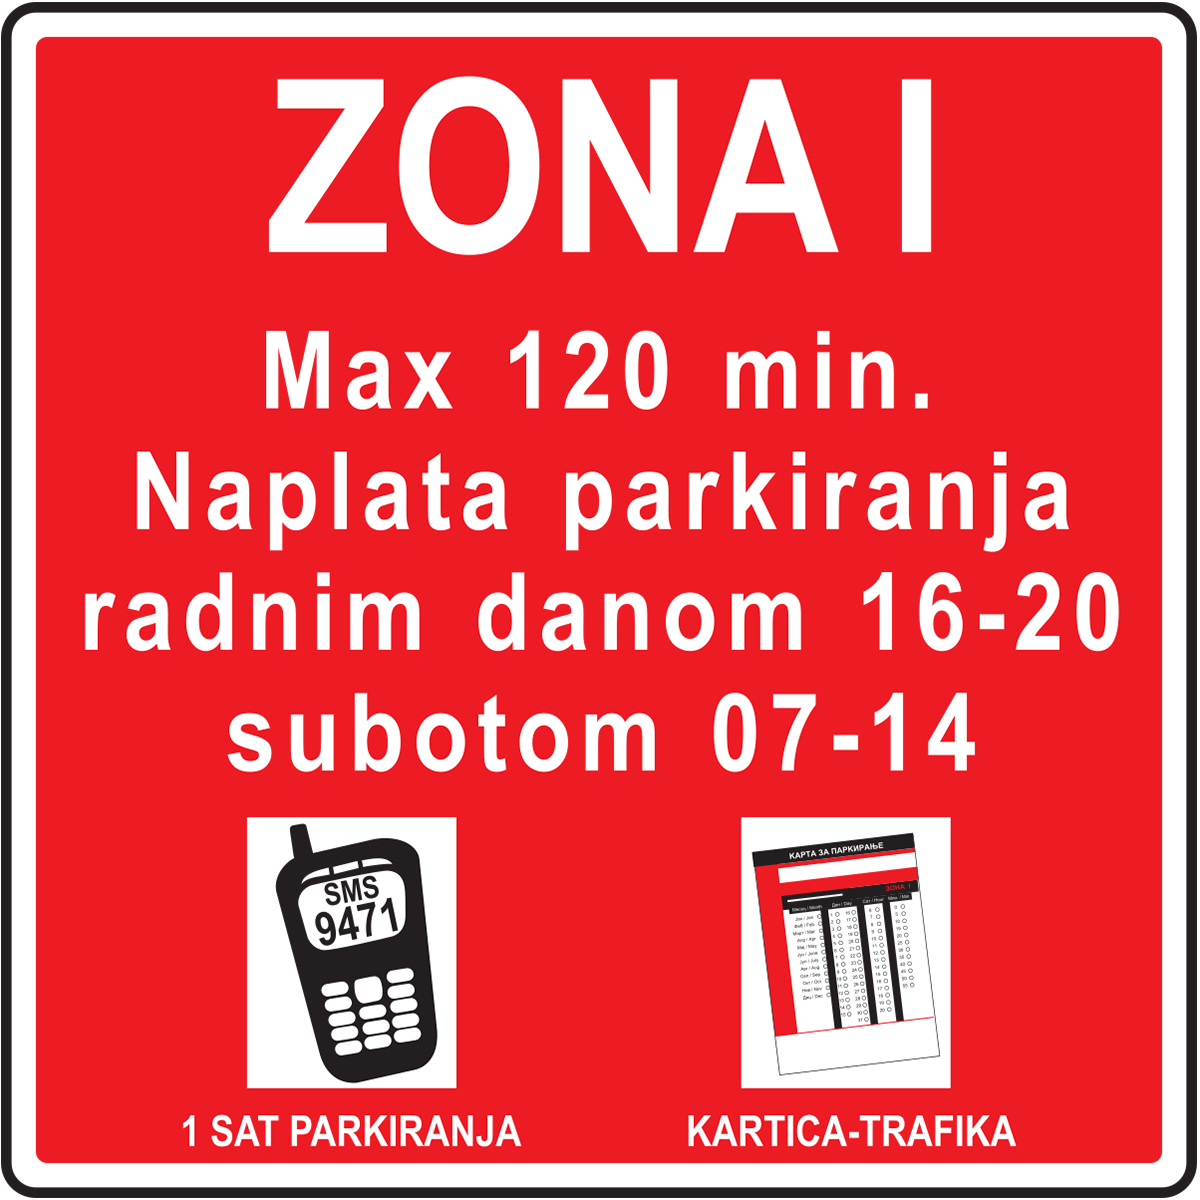 ZONA I
Max 120 min.
Naplata parkiranja
radnim danom 16-20
subotom 07-14
SMS
9471
КАРТА ЗА ПАРКИРАЊЕ
ЗОНА I
1 SAT PARKIRANJA
KARTICA-TRAFIKA